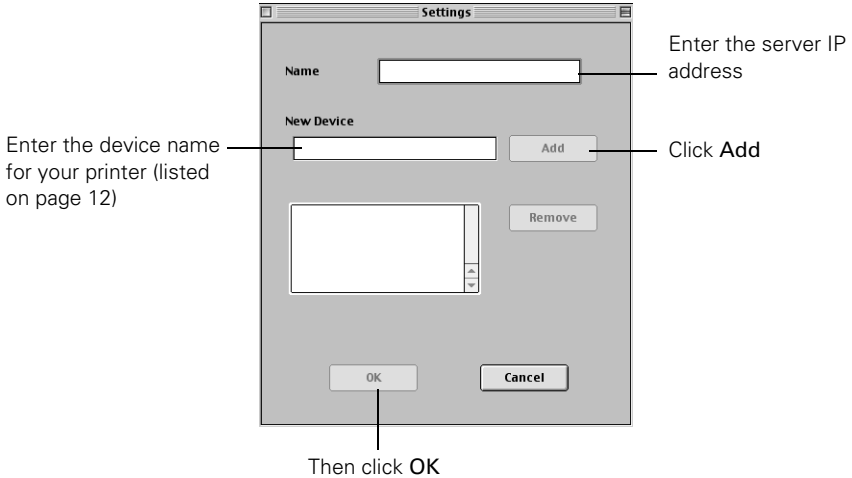 Settings
Enter the server IP
address
Name
New Device
Enter the device name
for your printer (listed
on page 12)
Add
Click Add
Remove
OK
Cancel
Then click OK